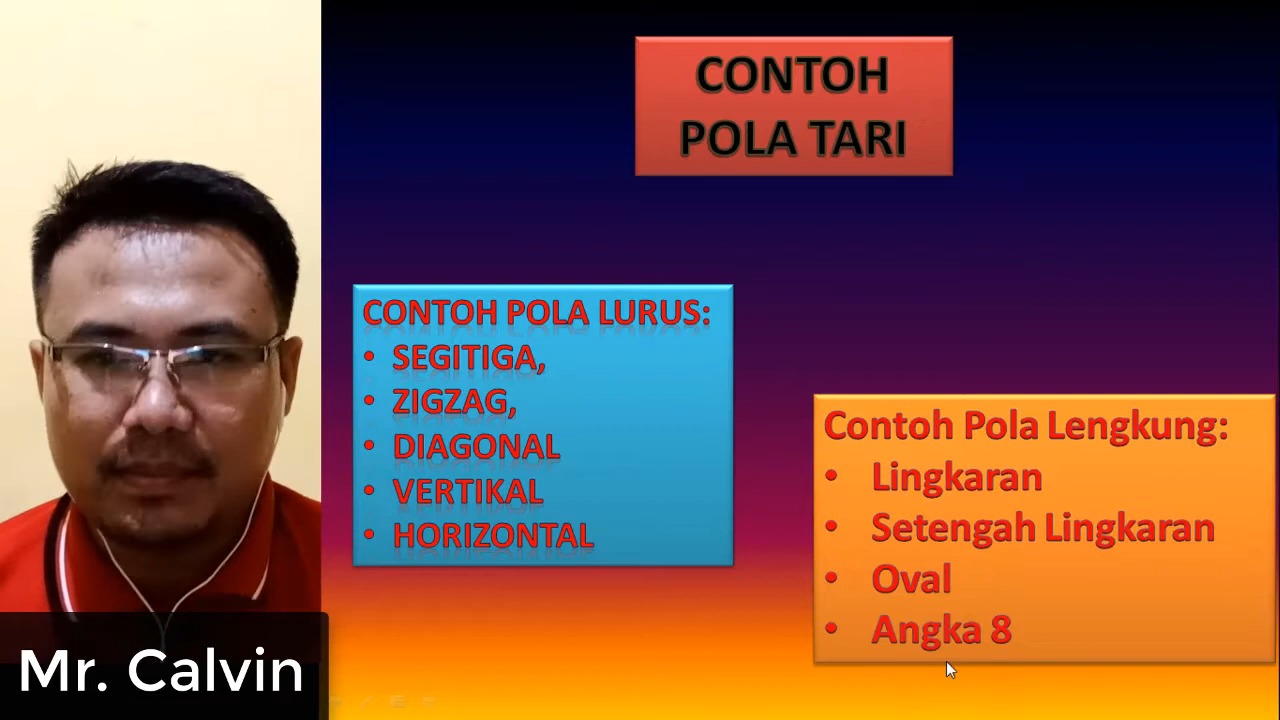 CONTOH
POLA TARI
CONTOH POLA LURUS:
• SEGITIGA,
• ZIGZAG,
• DIAGONAL
• VERTIKAL
• HORIZONTAL
Contoh Pola Lengkung:
• Lingkaran
• Setengah Lingkaran
• Oval
• Angka 8
Mr. Calvin